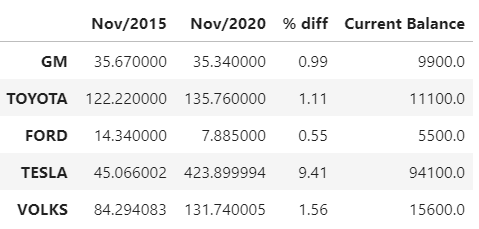 Nov/2015 Nov/2020 % diff Current Balance
GM 35.670000 35.340000 0.99 9900.0
TOYOTA 122.220000 135.760000 1.11 11100.0
FORD 14.340000 7.885000 0.55 5500.0
TESLA 45.066002 423.899994 9.41 94100.0
VOLKS 84.294083 131.740005 1.56 15600.0